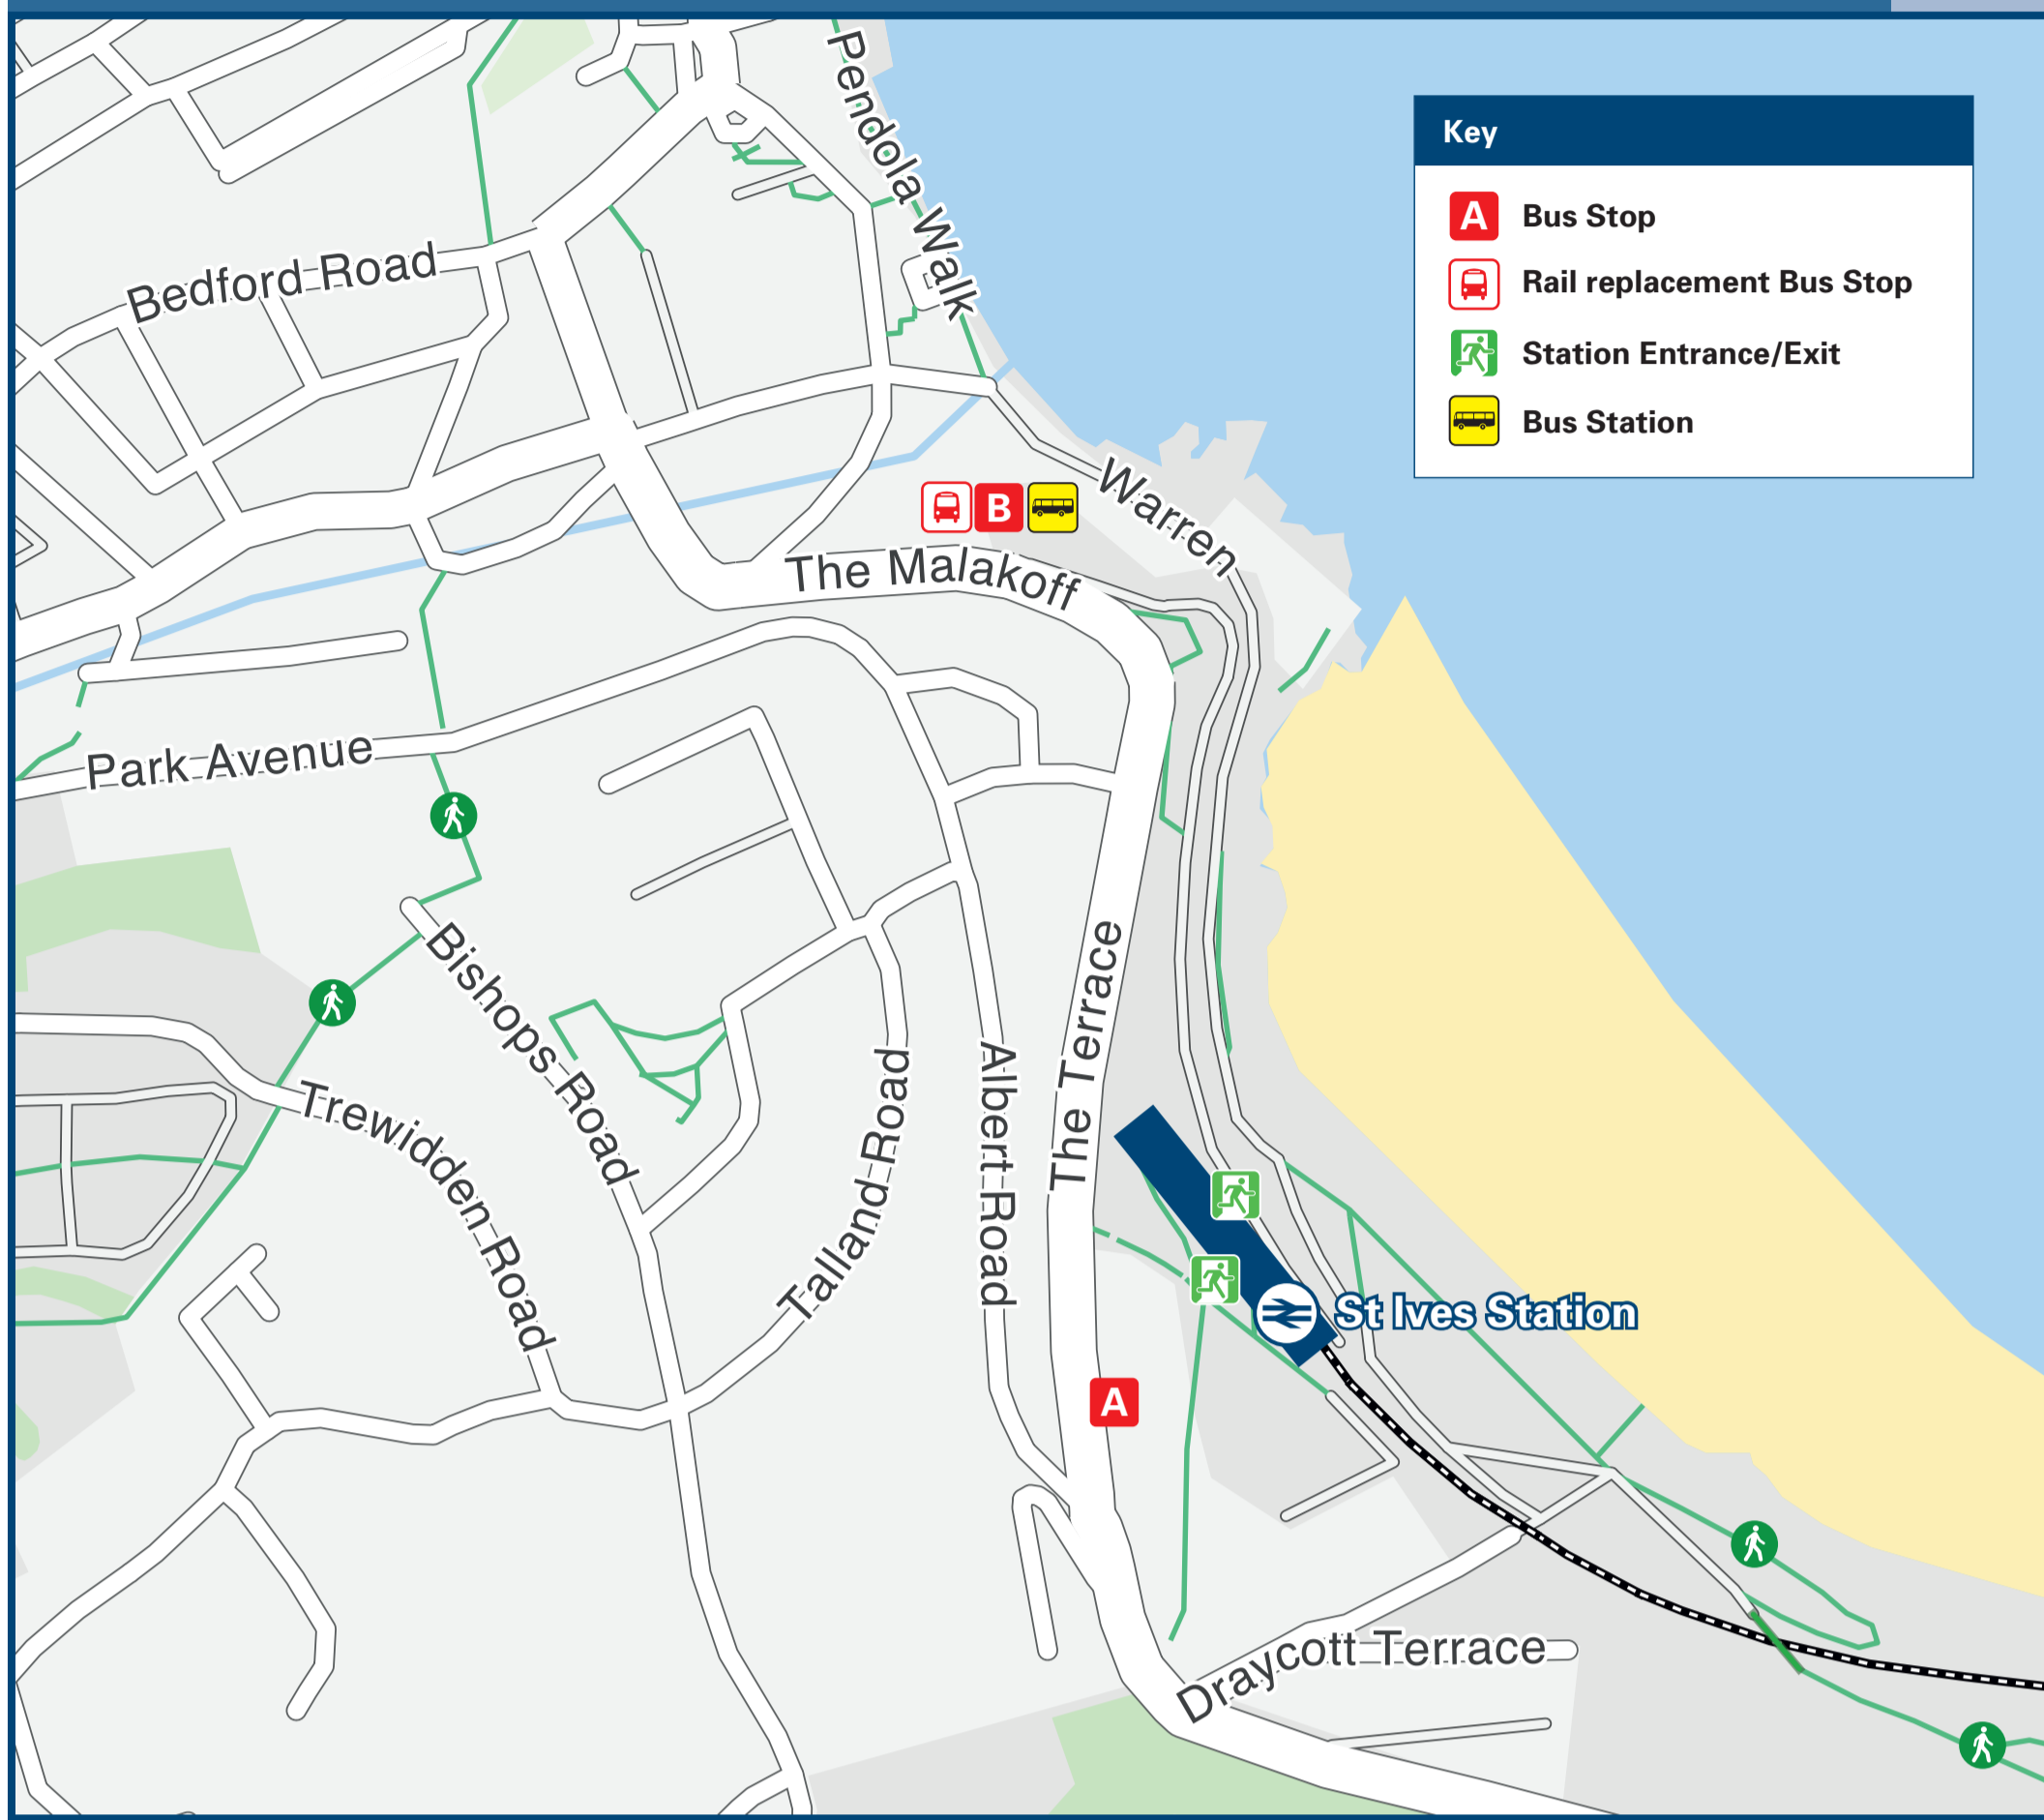 Pendola Walk
Key
A Bus Stop
Rail replacement Bus Stop
Station Entrance/Exit
Bus Station
Bedford Road
Warren
B
The Malakoff
Park Avenue
Bishops Road
The Terrace
Albert Road
Talland Road
Trewidden Road
St Ives Station
A
Draycott Terrace